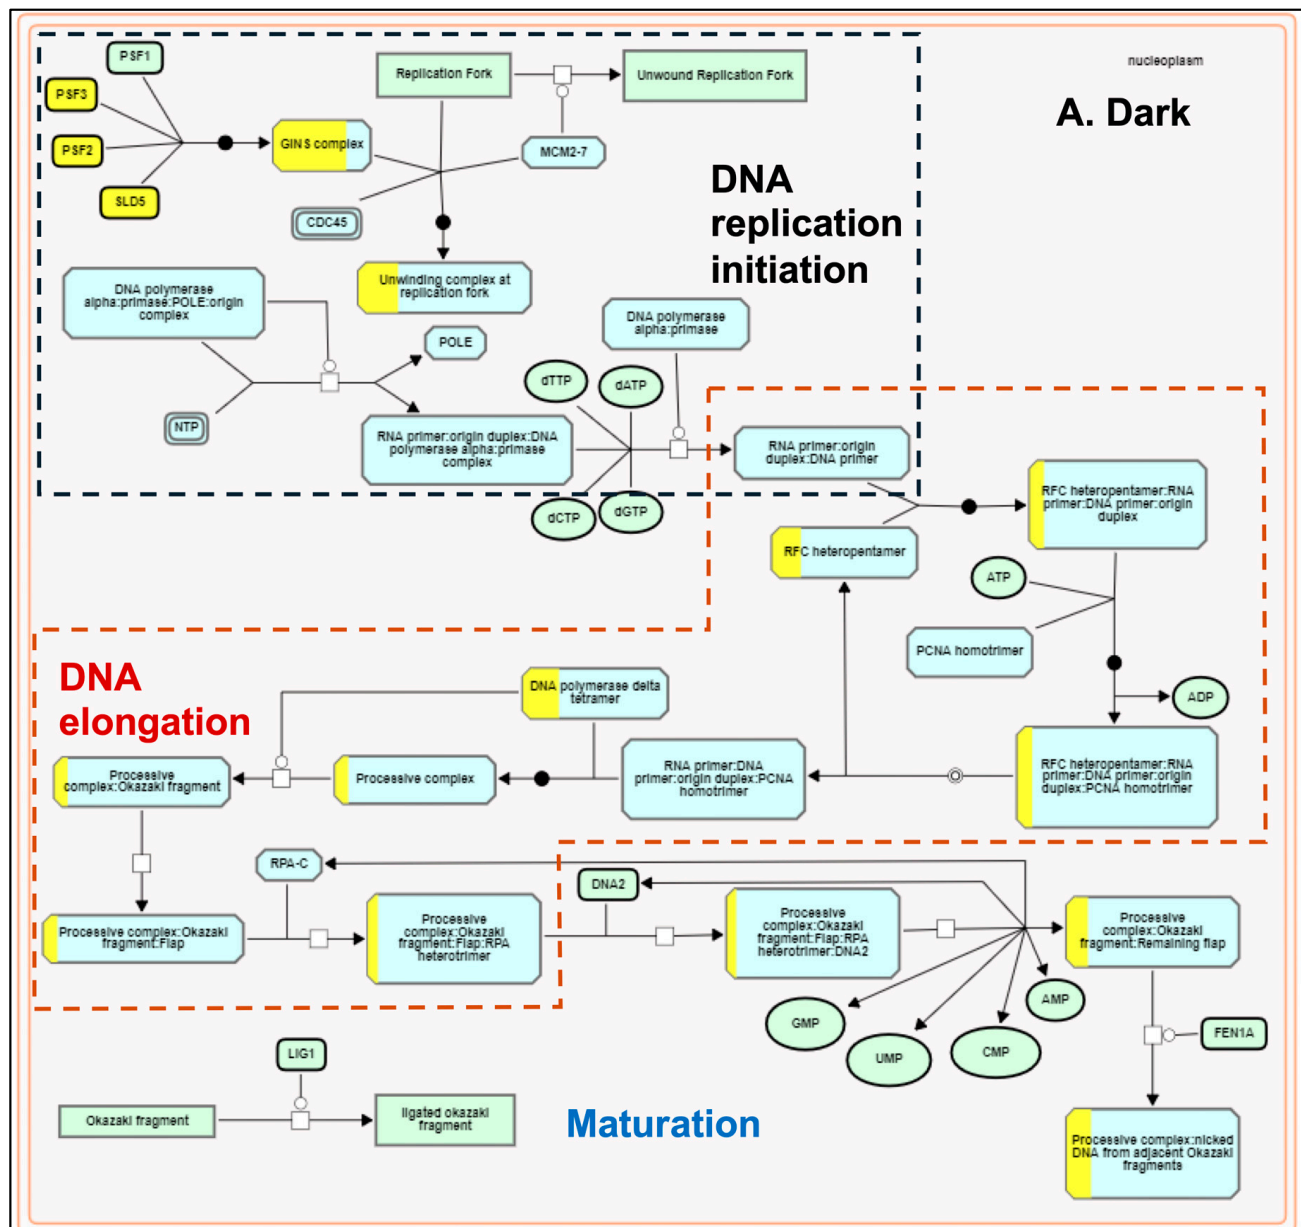 nucleoplasm
A. Dark
PSF1
PSF3
PSF2
SLD5
GINS complex
Replication Fork
Unwound Replication Fork
MCM2-7
CDC45
DNA
replication
initiation
Unwinding complex at
replication fork
DNA polymerase
alpha:primase:POLE:origin
complex
POLE
NTP
RNA primer:origin duplex:DNA
polymerase alpha:primase
complex
dTTP
dATP
dCTP
dGTP
DNA polymerase
alpha:primase
RNA primer:origin
duplex:DNA primer
RFC heteropentamer
RFC heteropentamer:RNA
primer:DNA primer:origin
duplex
ATP
PCNA homotrimer
ADP
RFC heteropentamer:RNA
primer:DNA primer:origin
duplex:PCNA homotrimer
DNA
elongation
DNA polymerase delta
tetramer
RNA primer:DNA
primer:origin duplex:PCNA
homotrimer
Processive complex
Processive
complex:Okazaki fragment
RPA-C
Processive complex:Okazaki
fragment:Flap
Processive
complex:Okazaki
fragment:Flap:RPA
heterotrimer
DNA2
Processive
complex:Okazaki
fragment:Flap:RPA
heterotrimer:DNA2
Processive
complex:Okazaki
fragment:Remaining flap
GMP
UMP
CMP
AMP
FEN1A
LIG1
Okazaki fragment
ligated okazaki
fragment
Maturation
Processive complex:nicked
DNA from adjacent Okazaki
fragments